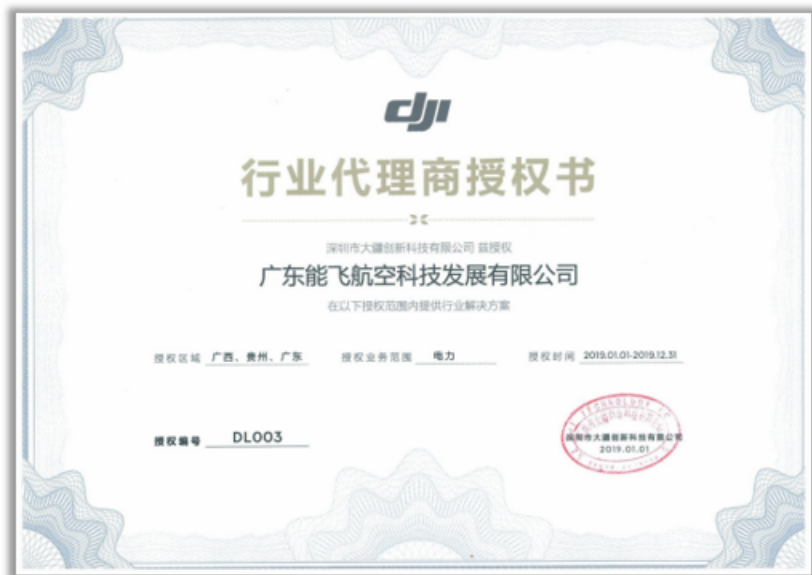 dji
行业代理商授权书
深圳市大疆创新科技有限公司 兹授权
广东能飞航空科技发展有限公司
在以下授权范围内提供行业解决方案
授权区域 广西、贵州、广东 授权业务范围 电力 授权时间 2019.01.01-2019.12.31
授权编号 DL003
深圳市大疆创新科技有限公司
2019.01.01